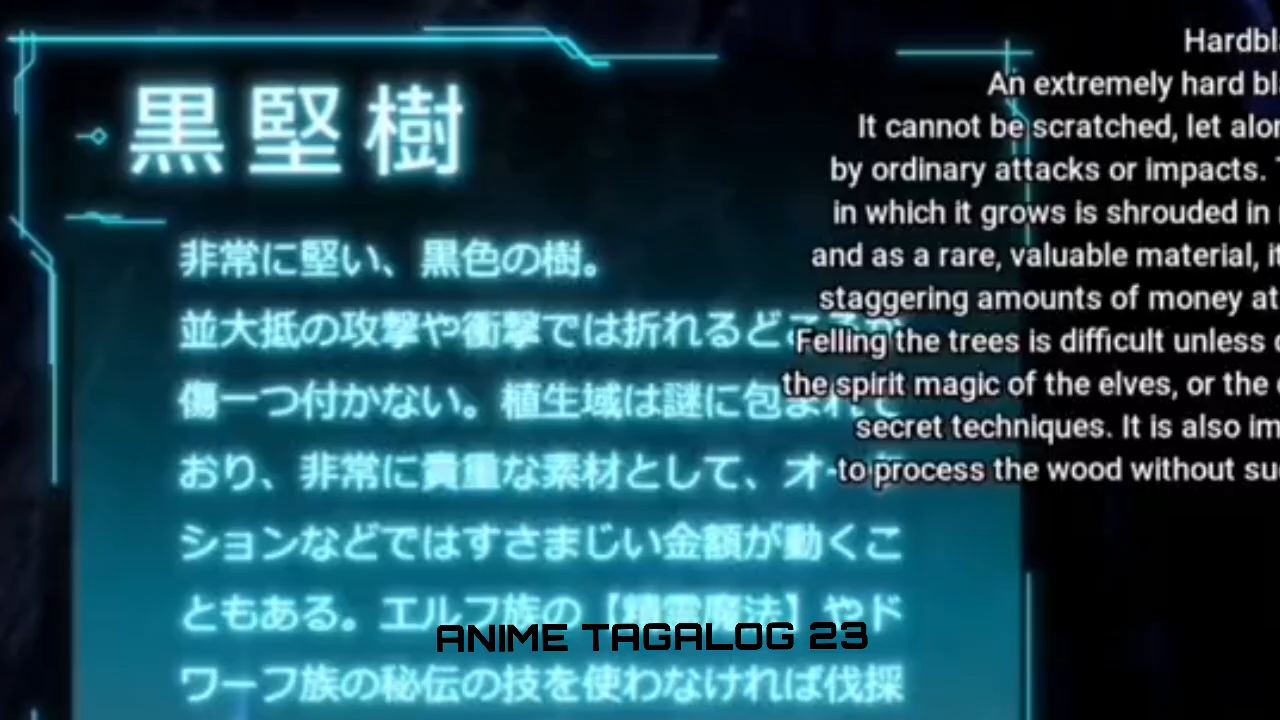 黒堅樹
非常に堅い、黒色の樹。
並大抵の攻撃や衝撃では折れるどころか
傷一つ付かない。植生域は謎に包まれて
おり、非常に貴重な素材として、オー
ションなどではすさまじい金額が動くこ
ともある。エルフ族の【精霊魔法】やド
ワーフ族の秘伝の技を使わなければ伐採
Hardbl
An extremely hard bl
It cannot be scratched, let alon
by ordinary attacks or impacts.
in which it grows is shrouded in
and as a rare, valuable material, it
staggering amounts of money at
Felling the trees is difficult unless
the spirit magic of the elves, or the
secret techniques. It is also im
to process the wood without su
ANIME TAGALOG 23